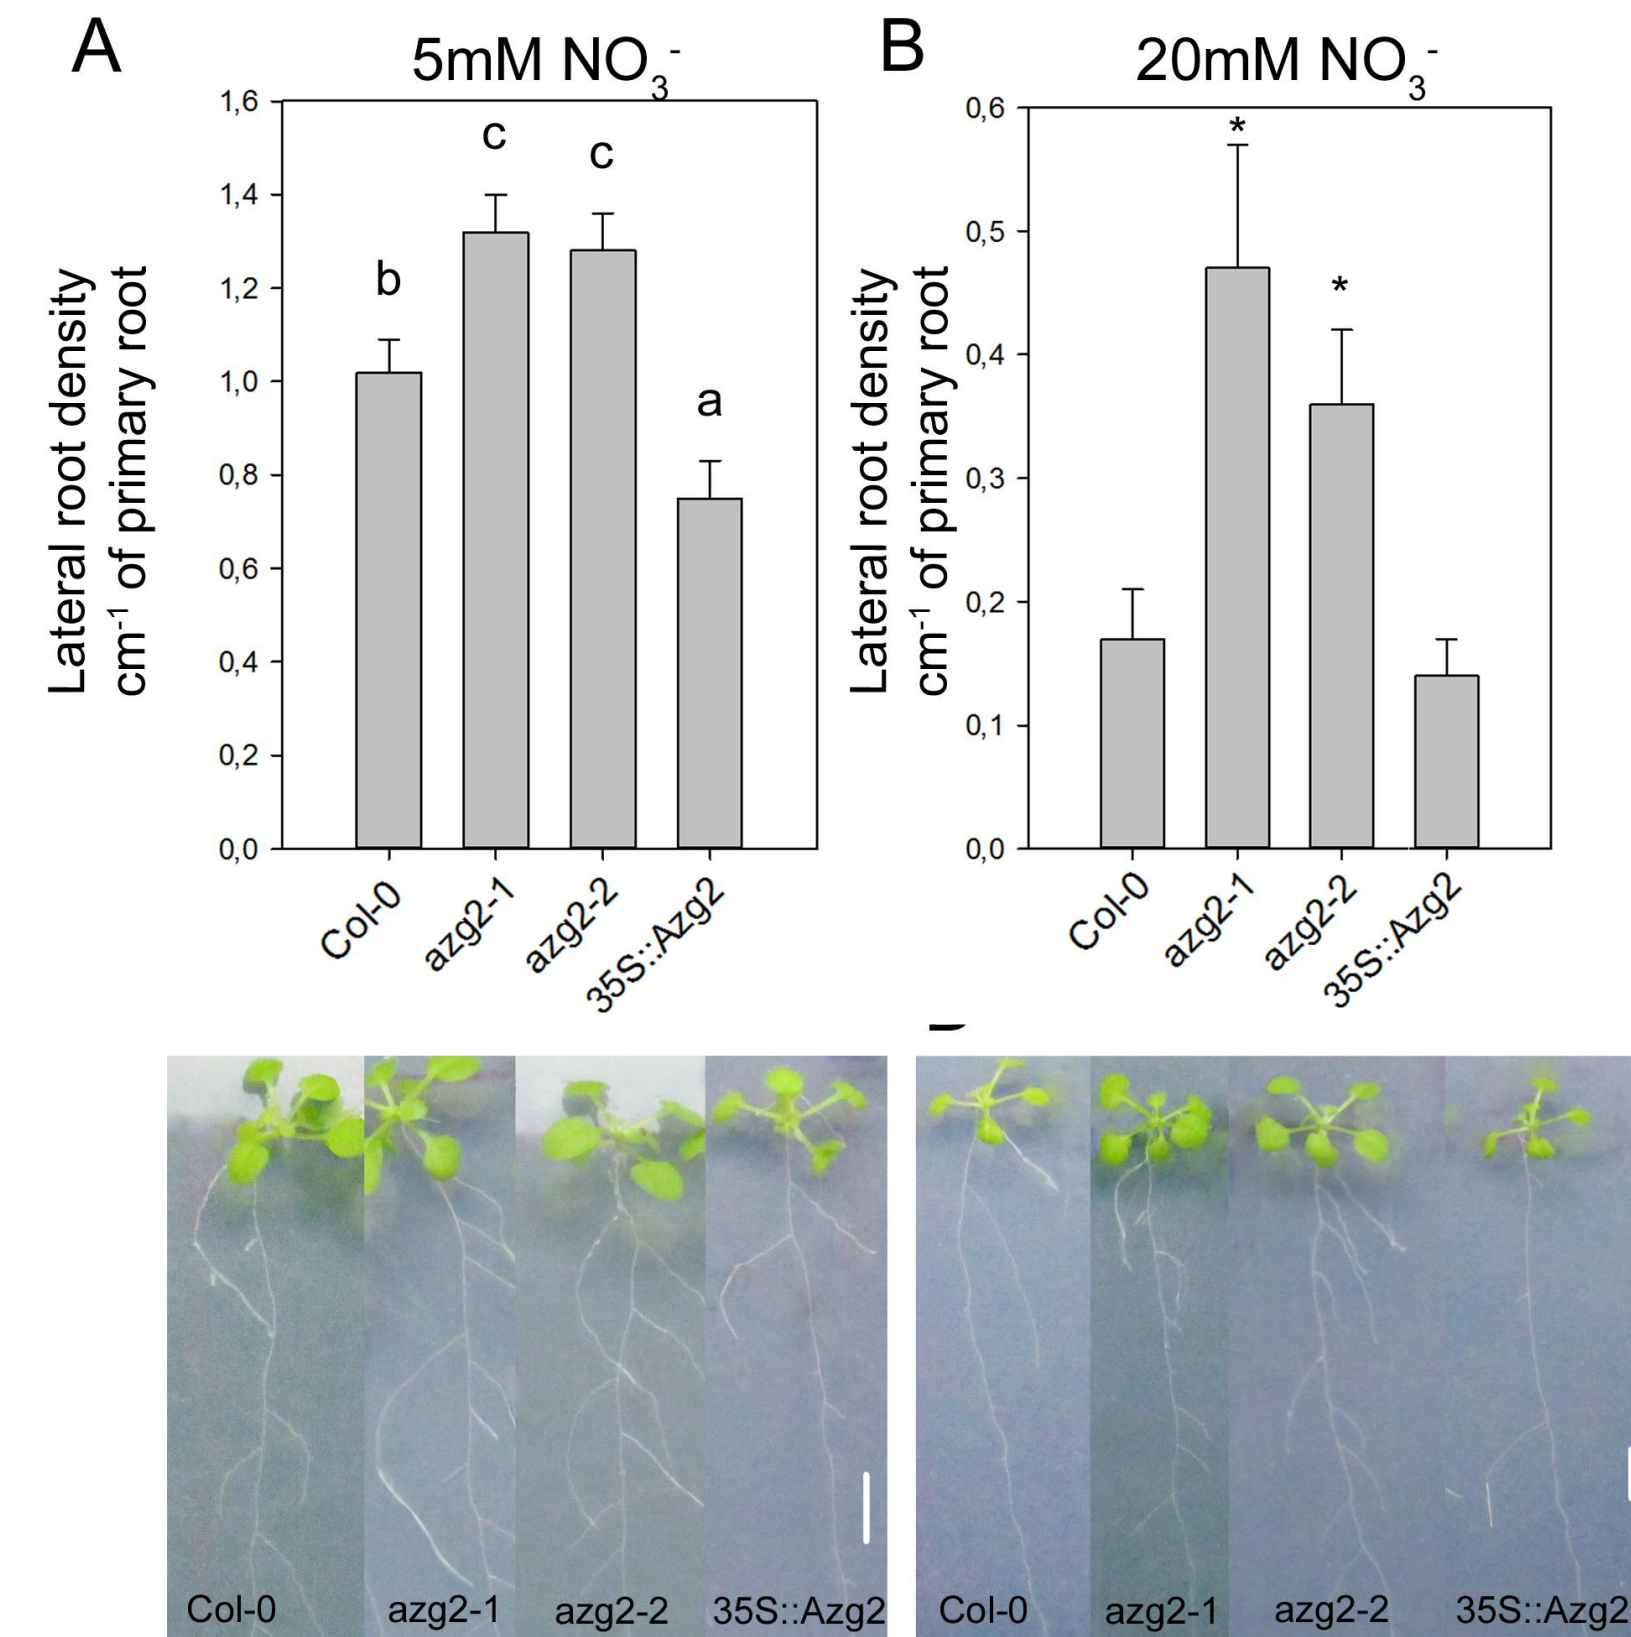 A
5mM NO₃⁻
1,6
1,4
1,2
1,0
0,8
0,6
0,4
0,2
0,0
Lateral root density
cm⁻¹ of primary root
b
c
c
a
Col-0
azg2-1
azg2-2
35S::Azg2
B
20mM NO₃⁻
0,6
0,5
0,4
0,3
0,2
0,1
0,0
Lateral root density
cm⁻¹ of primary root
*
*
Col-0
azg2-1
azg2-2
35S::Azg2
Col-0
azg2-1
azg2-2
35S::Azg2
Col-0
azg2-1
azg2-2
35S::Azg2